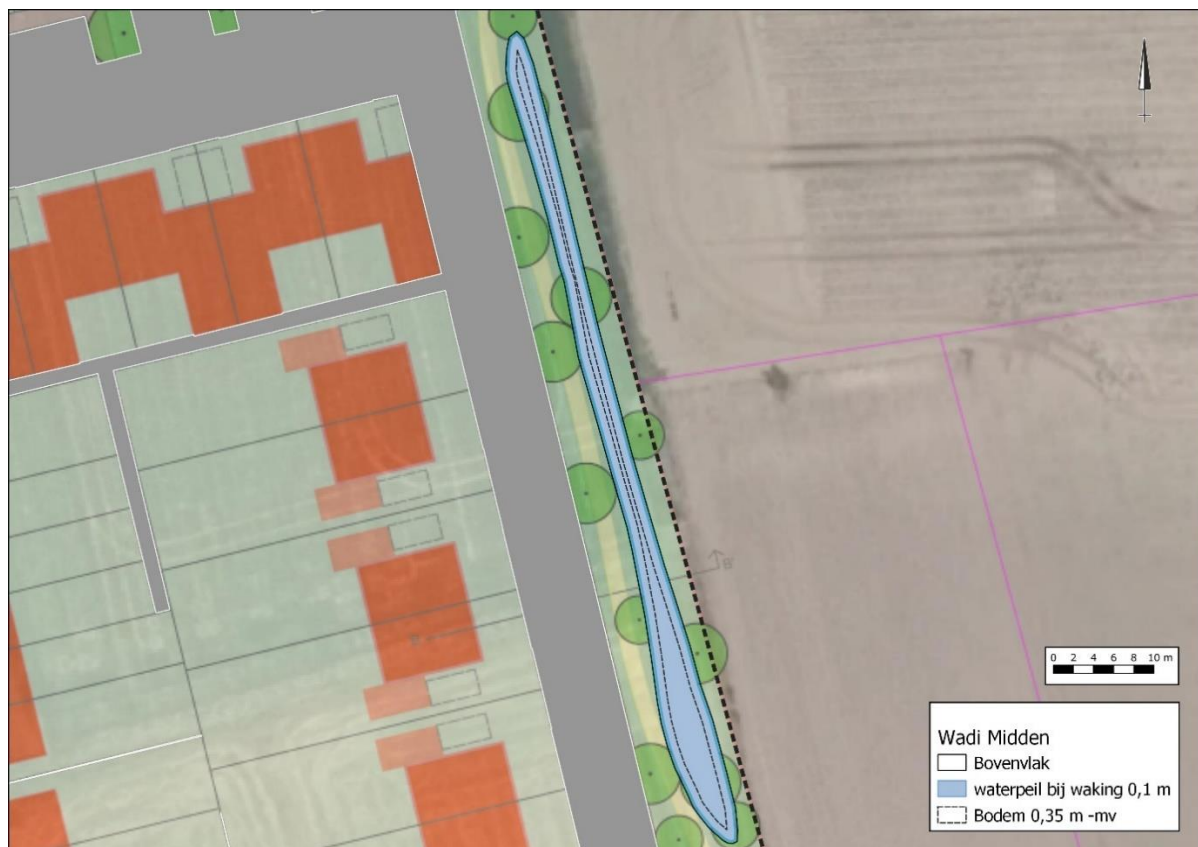 B'
0 2 4 6 8 10 m
Wadi Midden
Bovenvlak
waterpeil bij waking 0,1 m
Bodem 0,35 m -mv